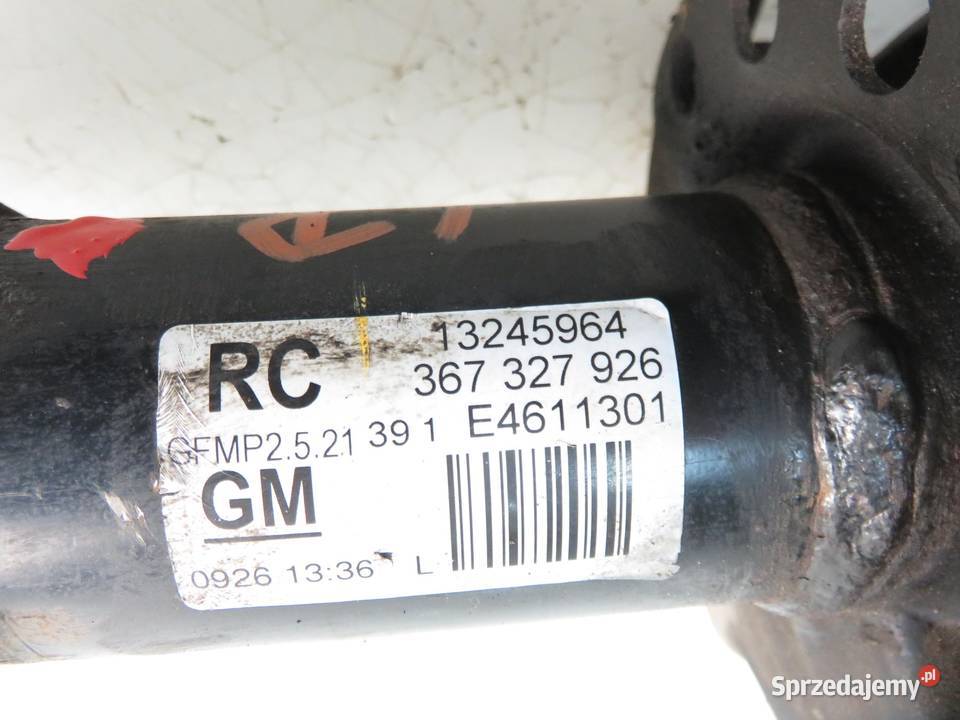 13245964
RC
367 327 926
GFMP2.5.21 39 1 E4611301
GM
0926 13:36 L
Sprzedajemy.pl